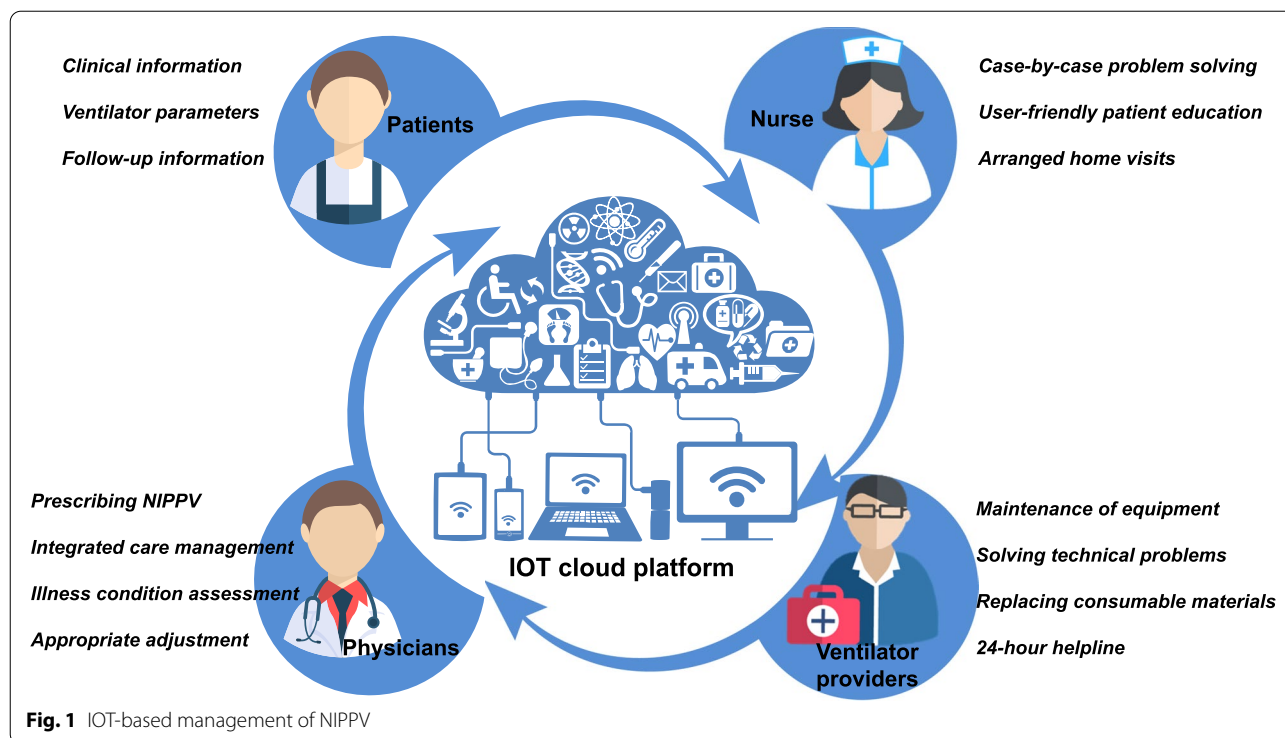 Clinical information
Ventilator parameters
Follow-up information
Patients
Nurse
Case-by-case problem solving
User-friendly patient education
Arranged home visits
IOT cloud platform
Prescribing NIPPV
Integrated care management
Illness condition assessment
Appropriate adjustment
Physicians
Ventilator
providers
Maintenance of equipment
Solving technical problems
Replacing consumable materials
24-hour helpline
Fig. 1 IOT-based management of NIPPV